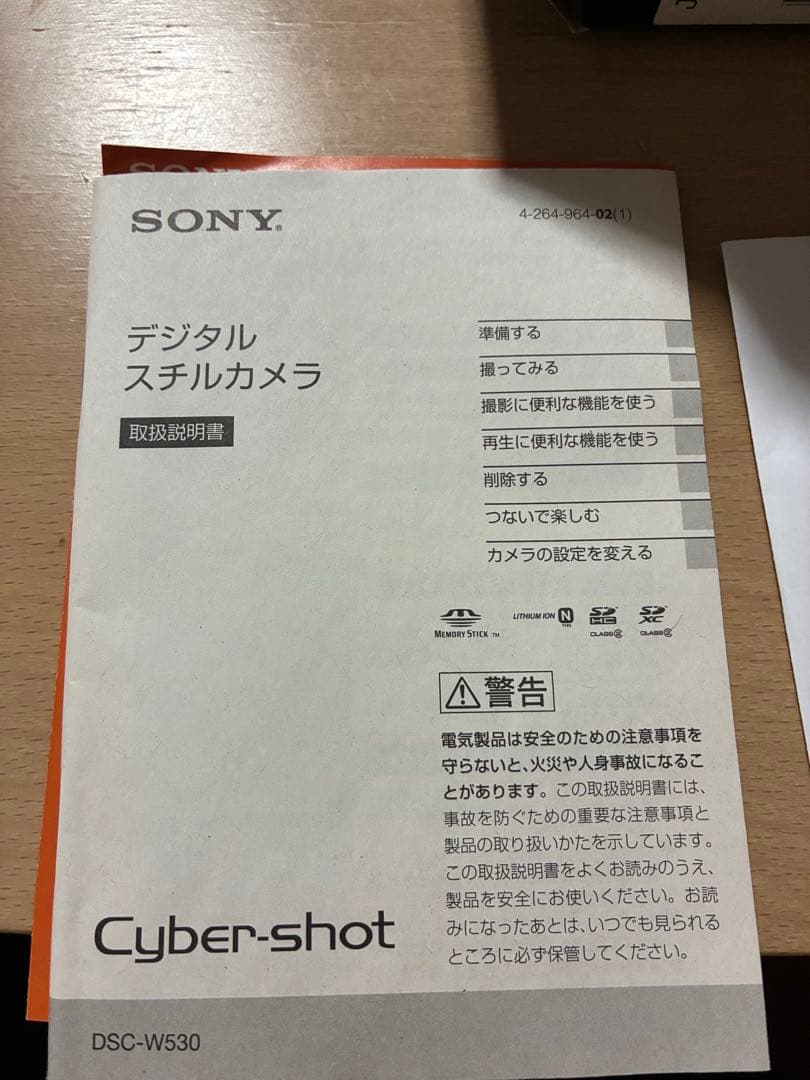 SONY
SONY®
4-264-964-02(1)
デジタル
スチルカメラ
取扱説明書
準備する
撮ってみる
撮影に便利な機能を使う
再生に便利な機能を使う
削除する
つないで楽しむ
カメラの設定を変える
MEMORY STICK TM
LITHIUM ION N TYPE
SD HC CLASS 2
SD XC CLASS 2
警告
電気製品は安全のための注意事項を
守らないと、火災や人身事故になるこ
とがあります。この取扱説明書には、
事故を防ぐための重要な注意事項と
製品の取り扱いかたを示しています。
この取扱説明書をよくお読みのうえ、
製品を安全にお使いください。お読
みになったあとは、いつでも見られる
ところに必ず保管してください。
Cyber-shot
DSC-W530